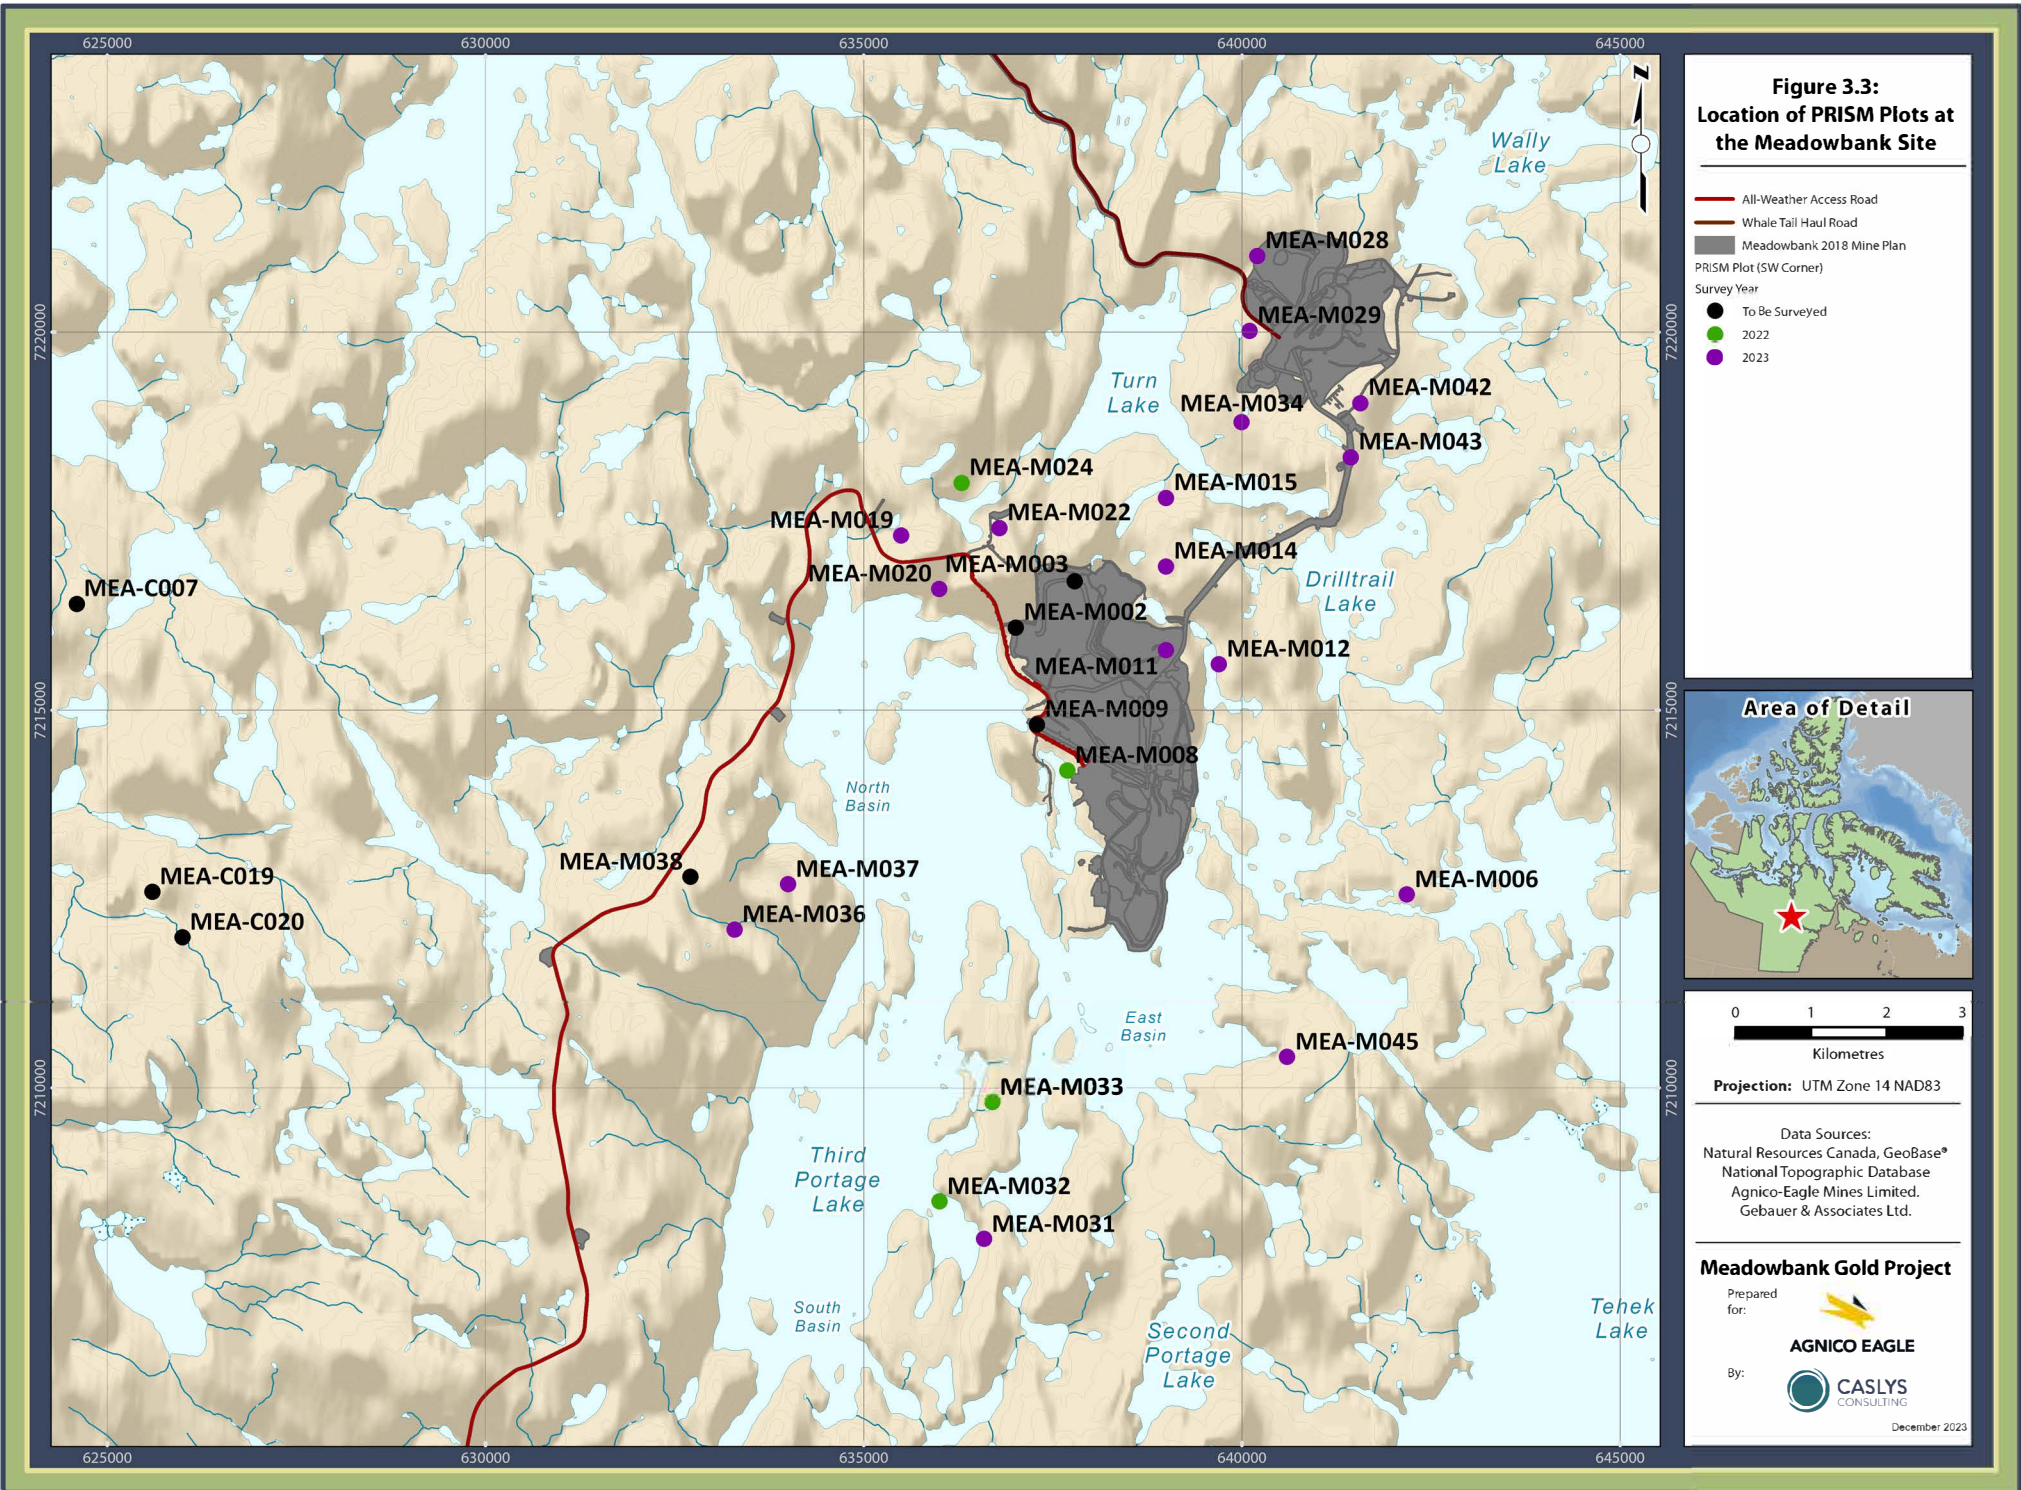 625000
630000
635000
640000
645000
Figure 3.3:
Location of PRISM Plots at
the Meadowbank Site
All-Weather Access Road
Whale Tail Haul Road
Meadowbank 2018 Mine Plan
PRISM Plot (SW Corner)
Survey Year
To Be Surveyed
2022
2023
Z
Wally
Lake
MEA-M028
MEA-M029
7220000
7220000
Turn
Lake
MEA-M042
MEA-M034
MEA-M043
MEA-M024
MEA-M015
MEA-M019
MEA-M022
MEA-M014
MEA-M003
MEA-M020
MEA-C007
Drilltrail
Lake
MEA-M002
MEA-M012
MEA-M011
7215000
7215000
MEA-M009
MEA-M008
North
Basin
MEA-M038
MEA-M037
MEA-C019
MEA-M006
MEA-M036
MEA-C020
East
Basin
MEA-M045
MEA-M033
7210000
7210000
Third
Portage
Lake
MEA-M032
MEA-M031
South
Basin
Second
Portage
Lake
Tehek
Lake
625000
630000
635000
640000
645000
Area of Detail
0 1 2 3
Kilometres
Projection: UTM Zone 14 NAD83
Data Sources:
Natural Resources Canada, GeoBase®
National Topographic Database
Agnico-Eagle Mines Limited.
Gebauer & Associates Ltd.
Meadowbank Gold Project
Prepared
for:
AGNICO EAGLE
By:
CASLYS
CONSULTING
December 2023